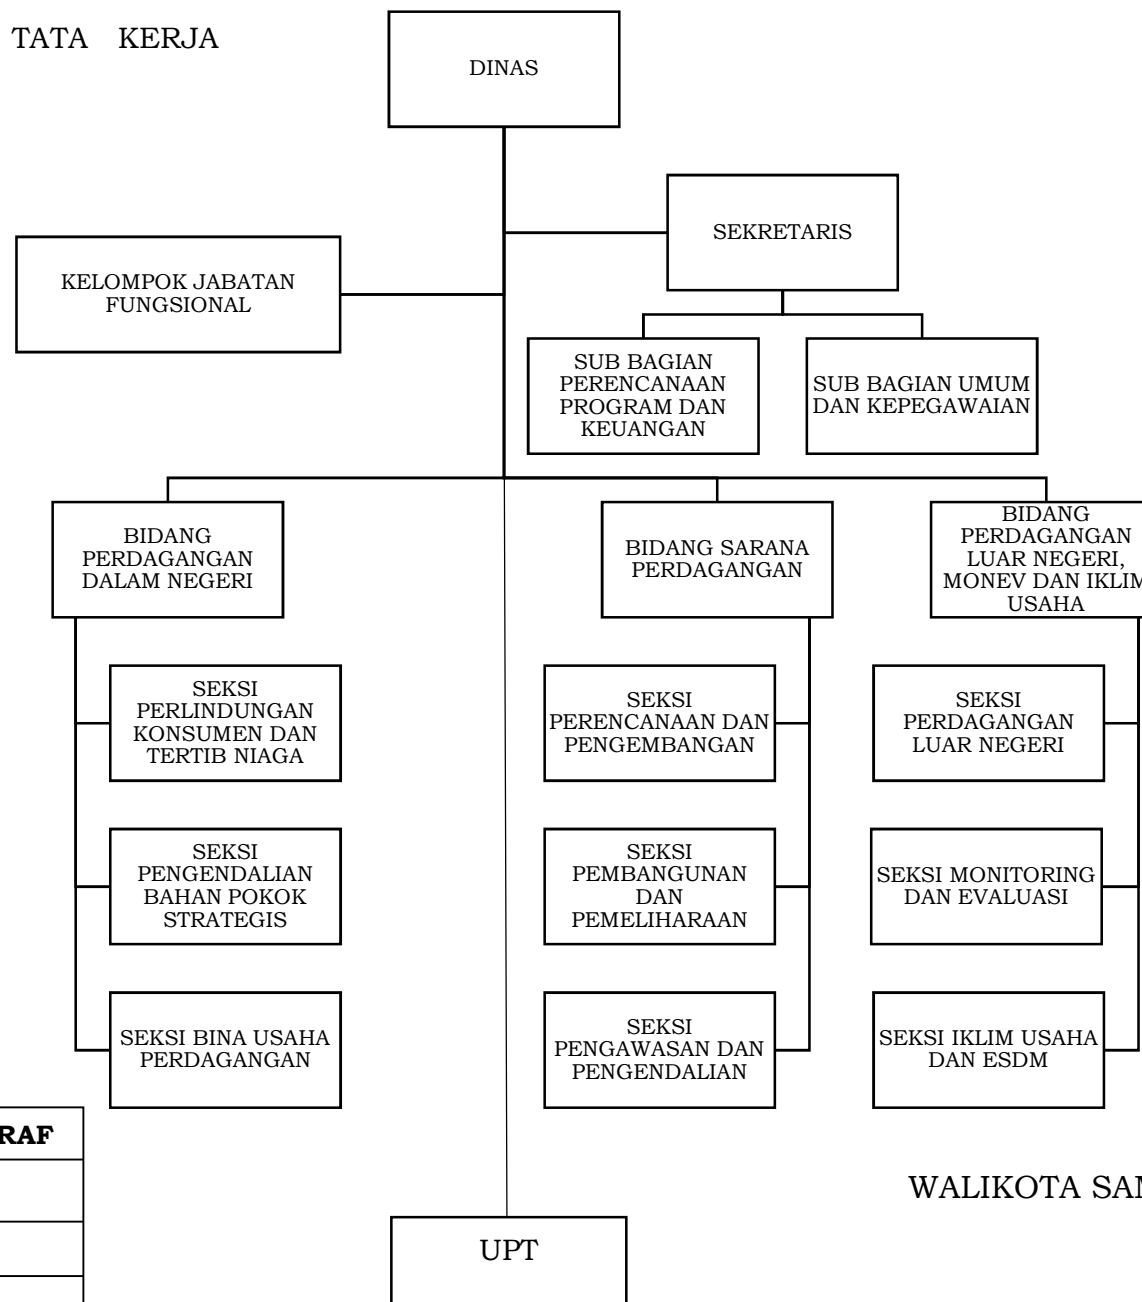 TATA KERJA
DINAS
SEKRETARIS
KELOMPOK JABATAN
FUNGSIONAL
SUB BAGIAN
PERENCANAAN
PROGRAM DAN
KEUANGAN
SUB BAGIAN UMUM
DAN KEPEGAWAIAN
BIDANG
PERDAGANGAN
DALAM NEGERI
BIDANG SARANA
PERDAGANGAN
BIDANG
PERDAGANGAN
LUAR NEGERI,
MONEV DAN IKLIM
USAHA
SEKSI
PERLINDUNGAN
KONSUMEN DAN
TERTIB NIAGA
SEKSI
PERENCANAAN DAN
PENGEMBANGAN
SEKSI
PERDAGANGAN
LUAR NEGERI
SEKSI
PENGENDALIAN
BAHAN POKOK
STRATEGIS
SEKSI
PEMBANGUNAN
DAN
PEMELIHARAAN
SEKSI MONITORING
DAN EVALUASI
SEKSI BINA USAHA
PERDAGANGAN
SEKSI
PENGAWASAN DAN
PENGENDALIAN
SEKSI IKLIM USAHA
DAN ESDM
RAF
WALIKOTA SAM
UPT